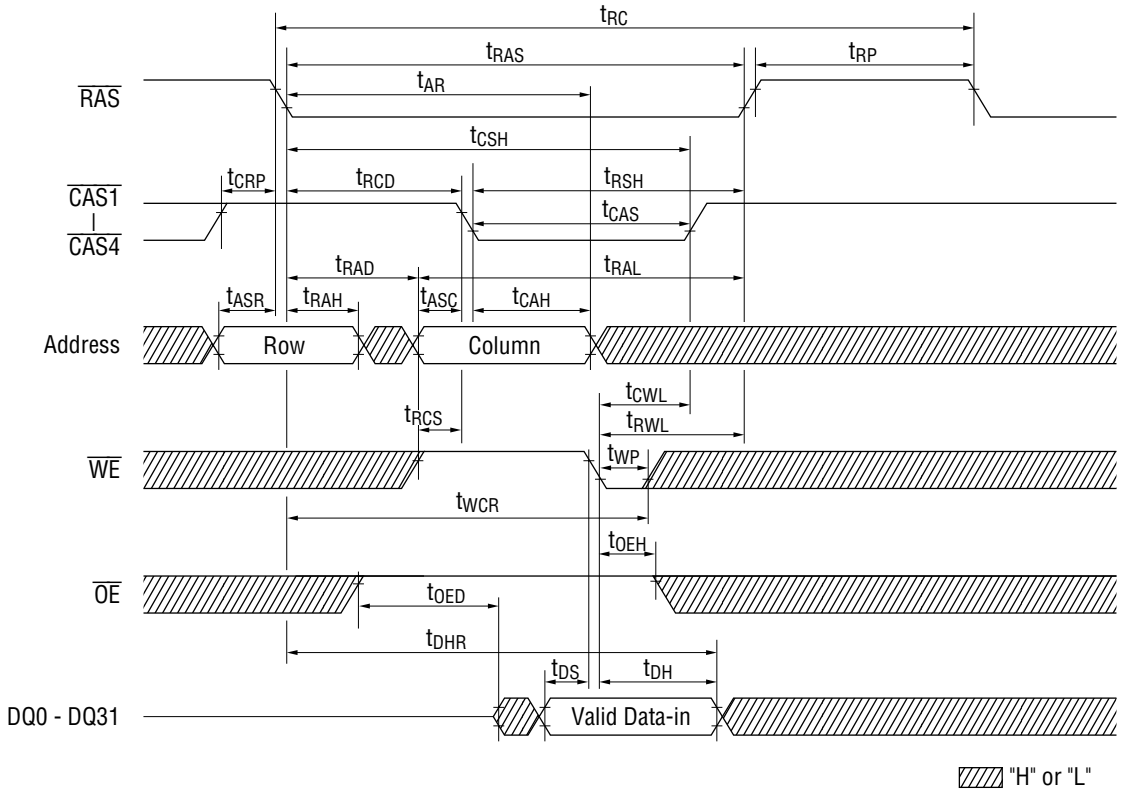 tRC
tRAS
tRP
tAR
RAS
tCSH
tCRP
tRCD
tRSH
CAS1
|
CAS4
tCAS
tRAD
tRAL
tASR
tRAH
tASC
tCAH
Address
Row
Column
tCWL
tRCS
tRWL
WE
tWP
tWCR
tOEH
OE
tOED
tDHR
tDS
tDH
DQ0 - DQ31
Valid Data-in
"H" or "L"